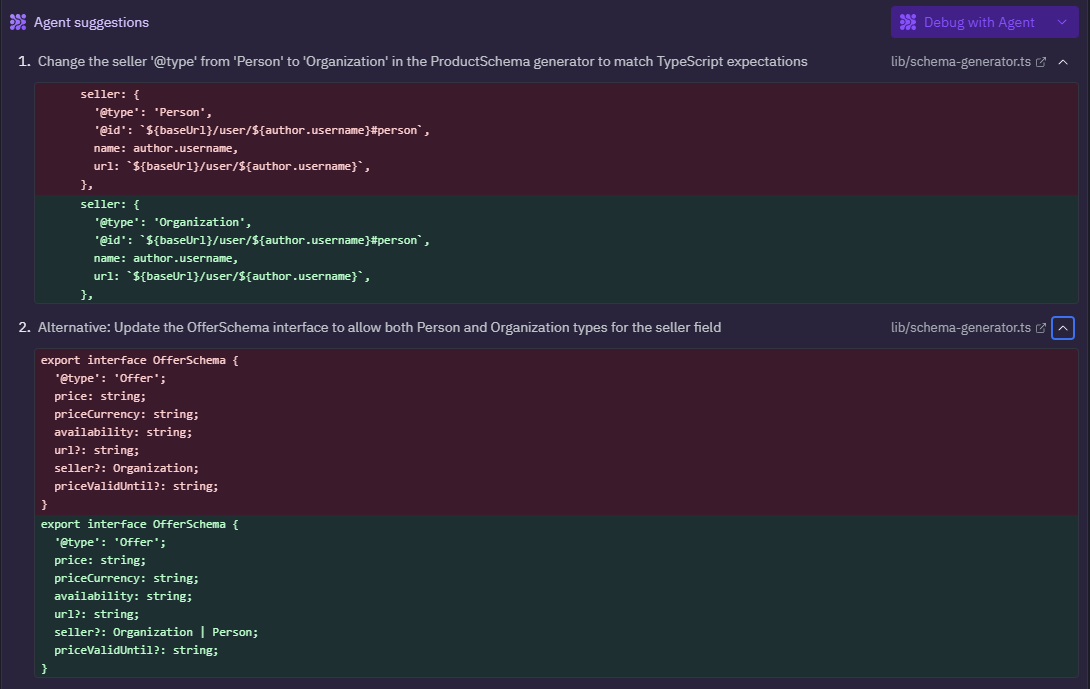 Agent suggestions
Debug with Agent
1. Change the seller '@type' from 'Person' to 'Organization' in the ProductSchema generator to match TypeScript expectations
lib/schema-generator.ts
seller: {
'@type': 'Person',
'@id': `${baseUrl}/user/${author.username}#person`,
name: author.username,
url: `${baseUrl}/user/${author.username}`,
},
seller: {
'@type': 'Organization',
'@id': `${baseUrl}/user/${author.username}#person`,
name: author.username,
url: `${baseUrl}/user/${author.username}`,
},
2. Alternative: Update the OfferSchema interface to allow both Person and Organization types for the seller field
lib/schema-generator.ts
export interface OfferSchema {
'@type': 'Offer';
price: string;
priceCurrency: string;
availability: string;
url?: string;
seller?: Organization;
priceValidUntil?: string;
}
export interface OfferSchema {
'@type': 'Offer';
price: string;
priceCurrency: string;
availability: string;
url?: string;
seller?: Organization | Person;
priceValidUntil?: string;
}